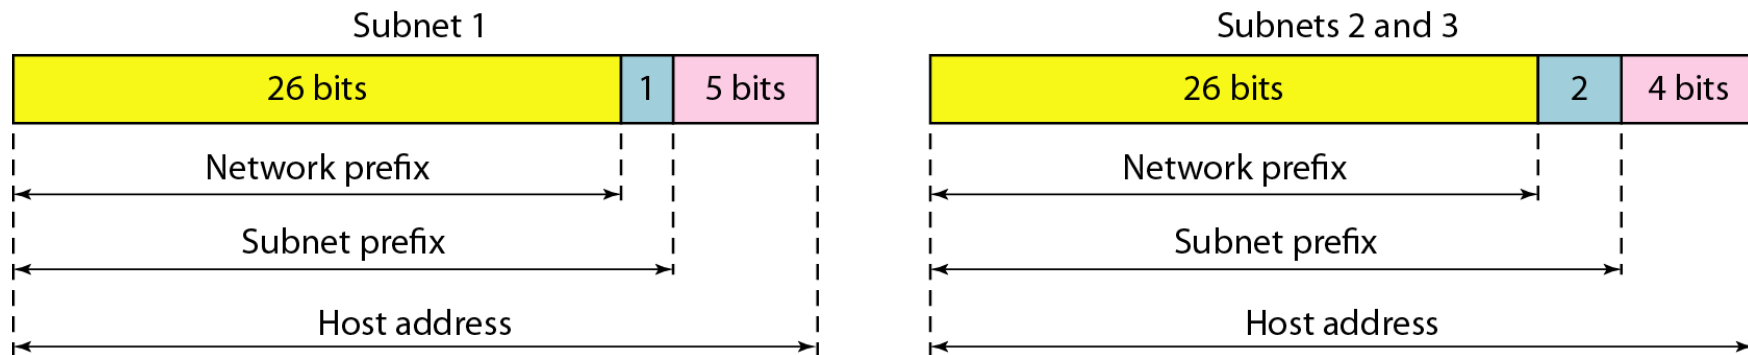 Subnet 1
26 bits
1
5 bits
Network prefix
Subnet prefix
Host address
Subnets 2 and 3
26 bits
2
4 bits
Network prefix
Subnet prefix
Host address